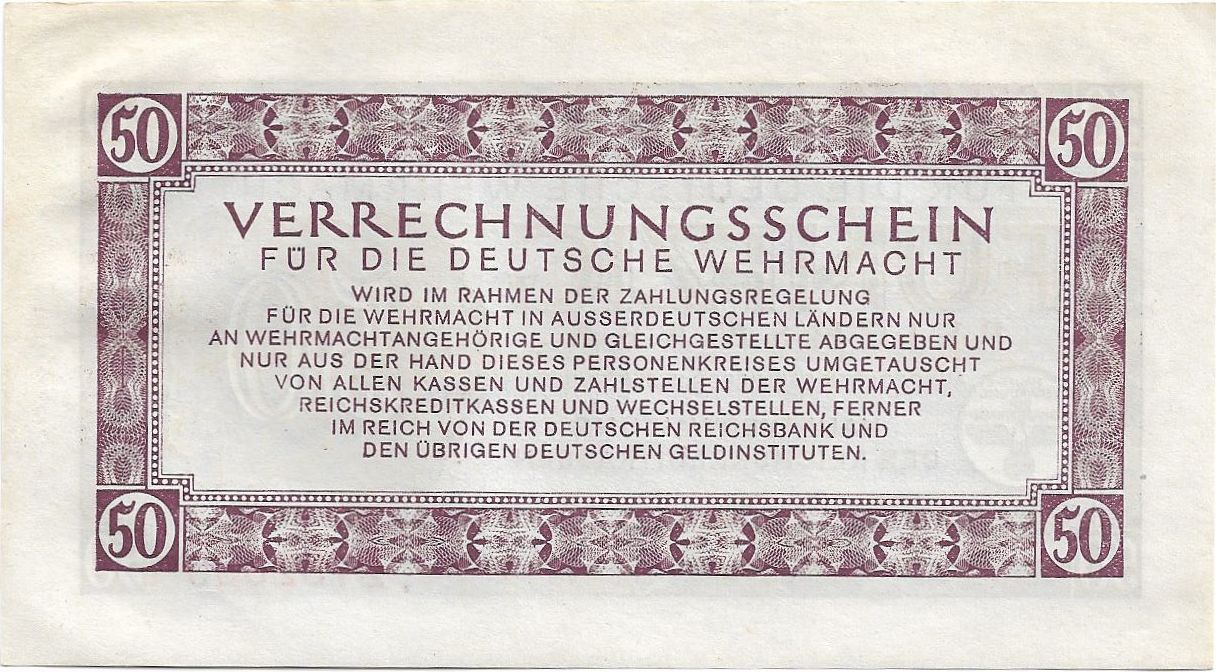 50 50
VERRECHNUNGSSCHEIN
FÜR DIE DEUTSCHE WEHRMACHT
WIRD IM RAHMEN DER ZAHLUNGSREGELUNG
FÜR DIE WEHRMACHT IN AUSSERDEUTSCHEN LÄNDERN NUR
AN WEHRMACHTANGEHÖRIGE UND GLEICHGESTELLTE ABGEGEBEN UND
NUR AUS DER HAND DIESES PERSONENKREISES UMGETAUSCHT
VON ALLEN KASSEN UND ZAHLSTELLEN DER WEHRMACHT,
REICHSKREDITKASSEN UND WECHSELSTELLEN, FERNER
IM REICH VON DER DEUTSCHEN REICHSBANK UND
DEN ÜBRIGEN DEUTSCHEN GELDINSTITUTEN.
50 50